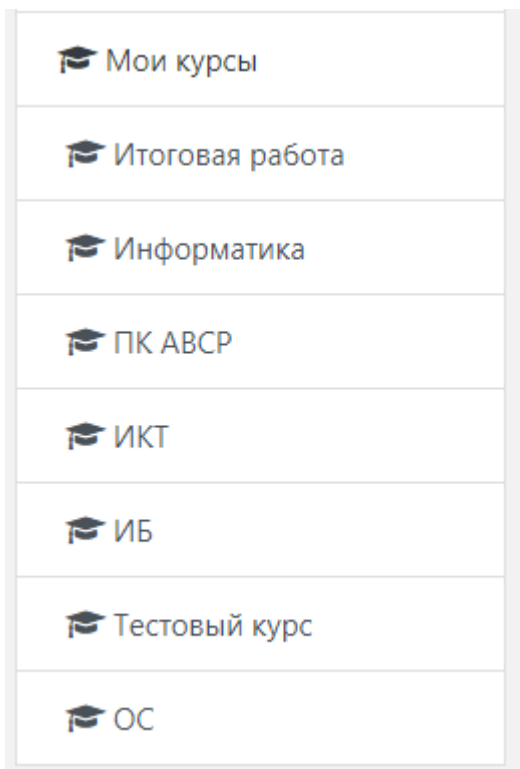 Мои курсы
Итоговая работа
Информатика
ПК АВСР
ИКТ
ИБ
Тестовый курс
ОС